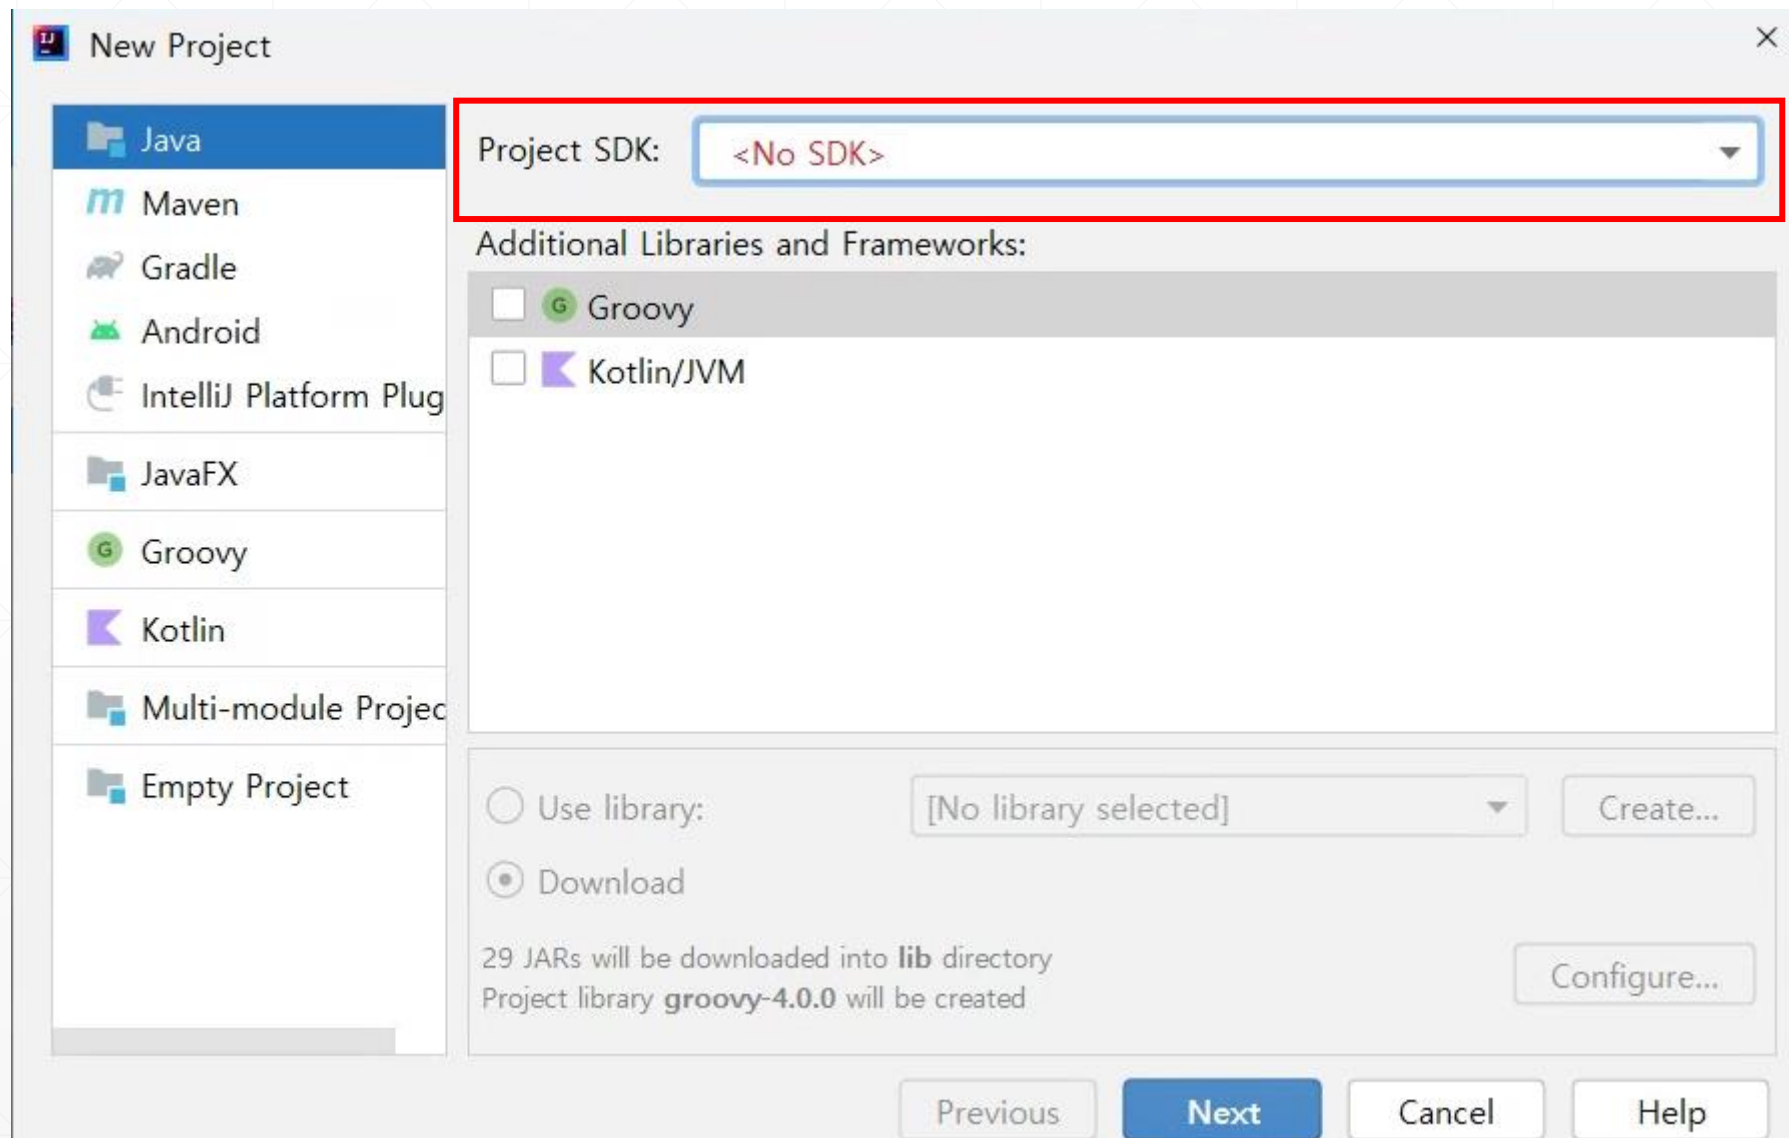 New Project
Java
Maven
Gradle
Android
IntelliJ Platform Plug
JavaFX
Groovy
Kotlin
Multi-module Projec
Empty Project
Project SDK: <No SDK>
Additional Libraries and Frameworks:
Groovy
Kotlin/JVM
Use library: [No library selected] Create...
Download
29 JARs will be downloaded into lib directory
Project library groovy-4.0.0 will be created
Configure...
Previous Next Cancel Help